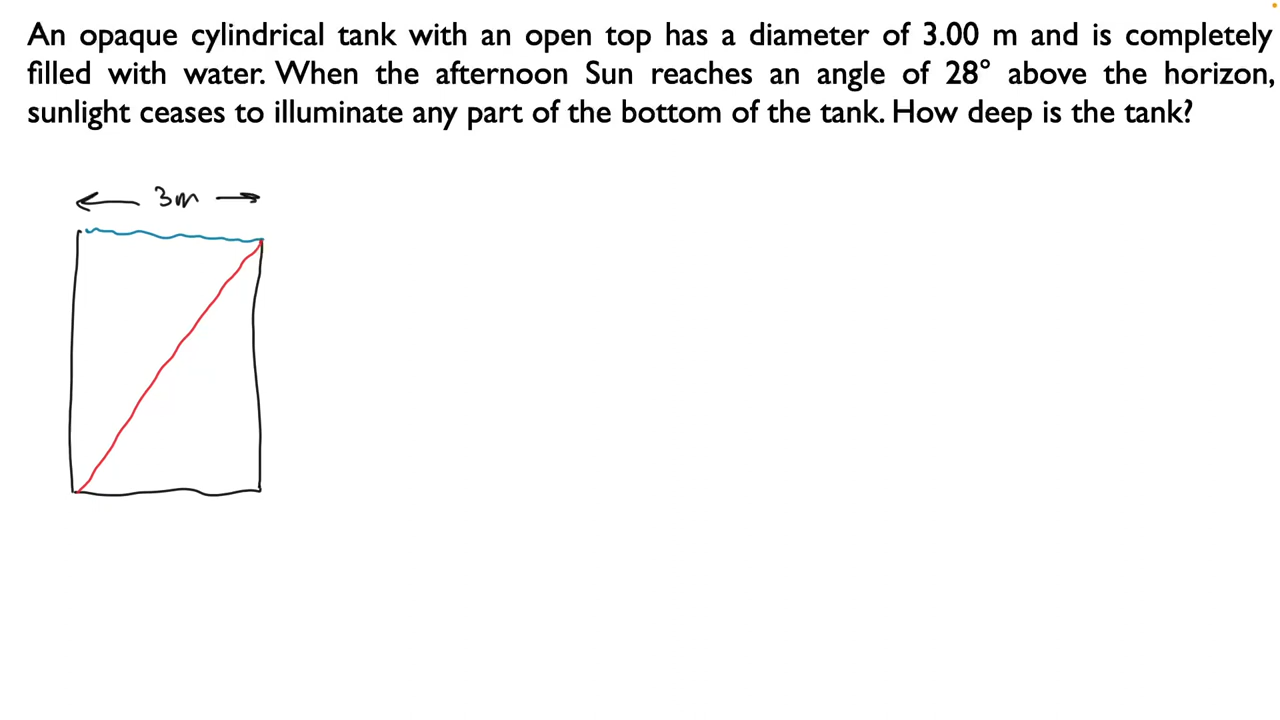 An opaque cylindrical tank with an open top has a diameter of 3.00 m and is completely
filled with water. When the afternoon Sun reaches an angle of 28° above the horizon,
sunlight ceases to illuminate any part of the bottom of the tank. How deep is the tank?
3m